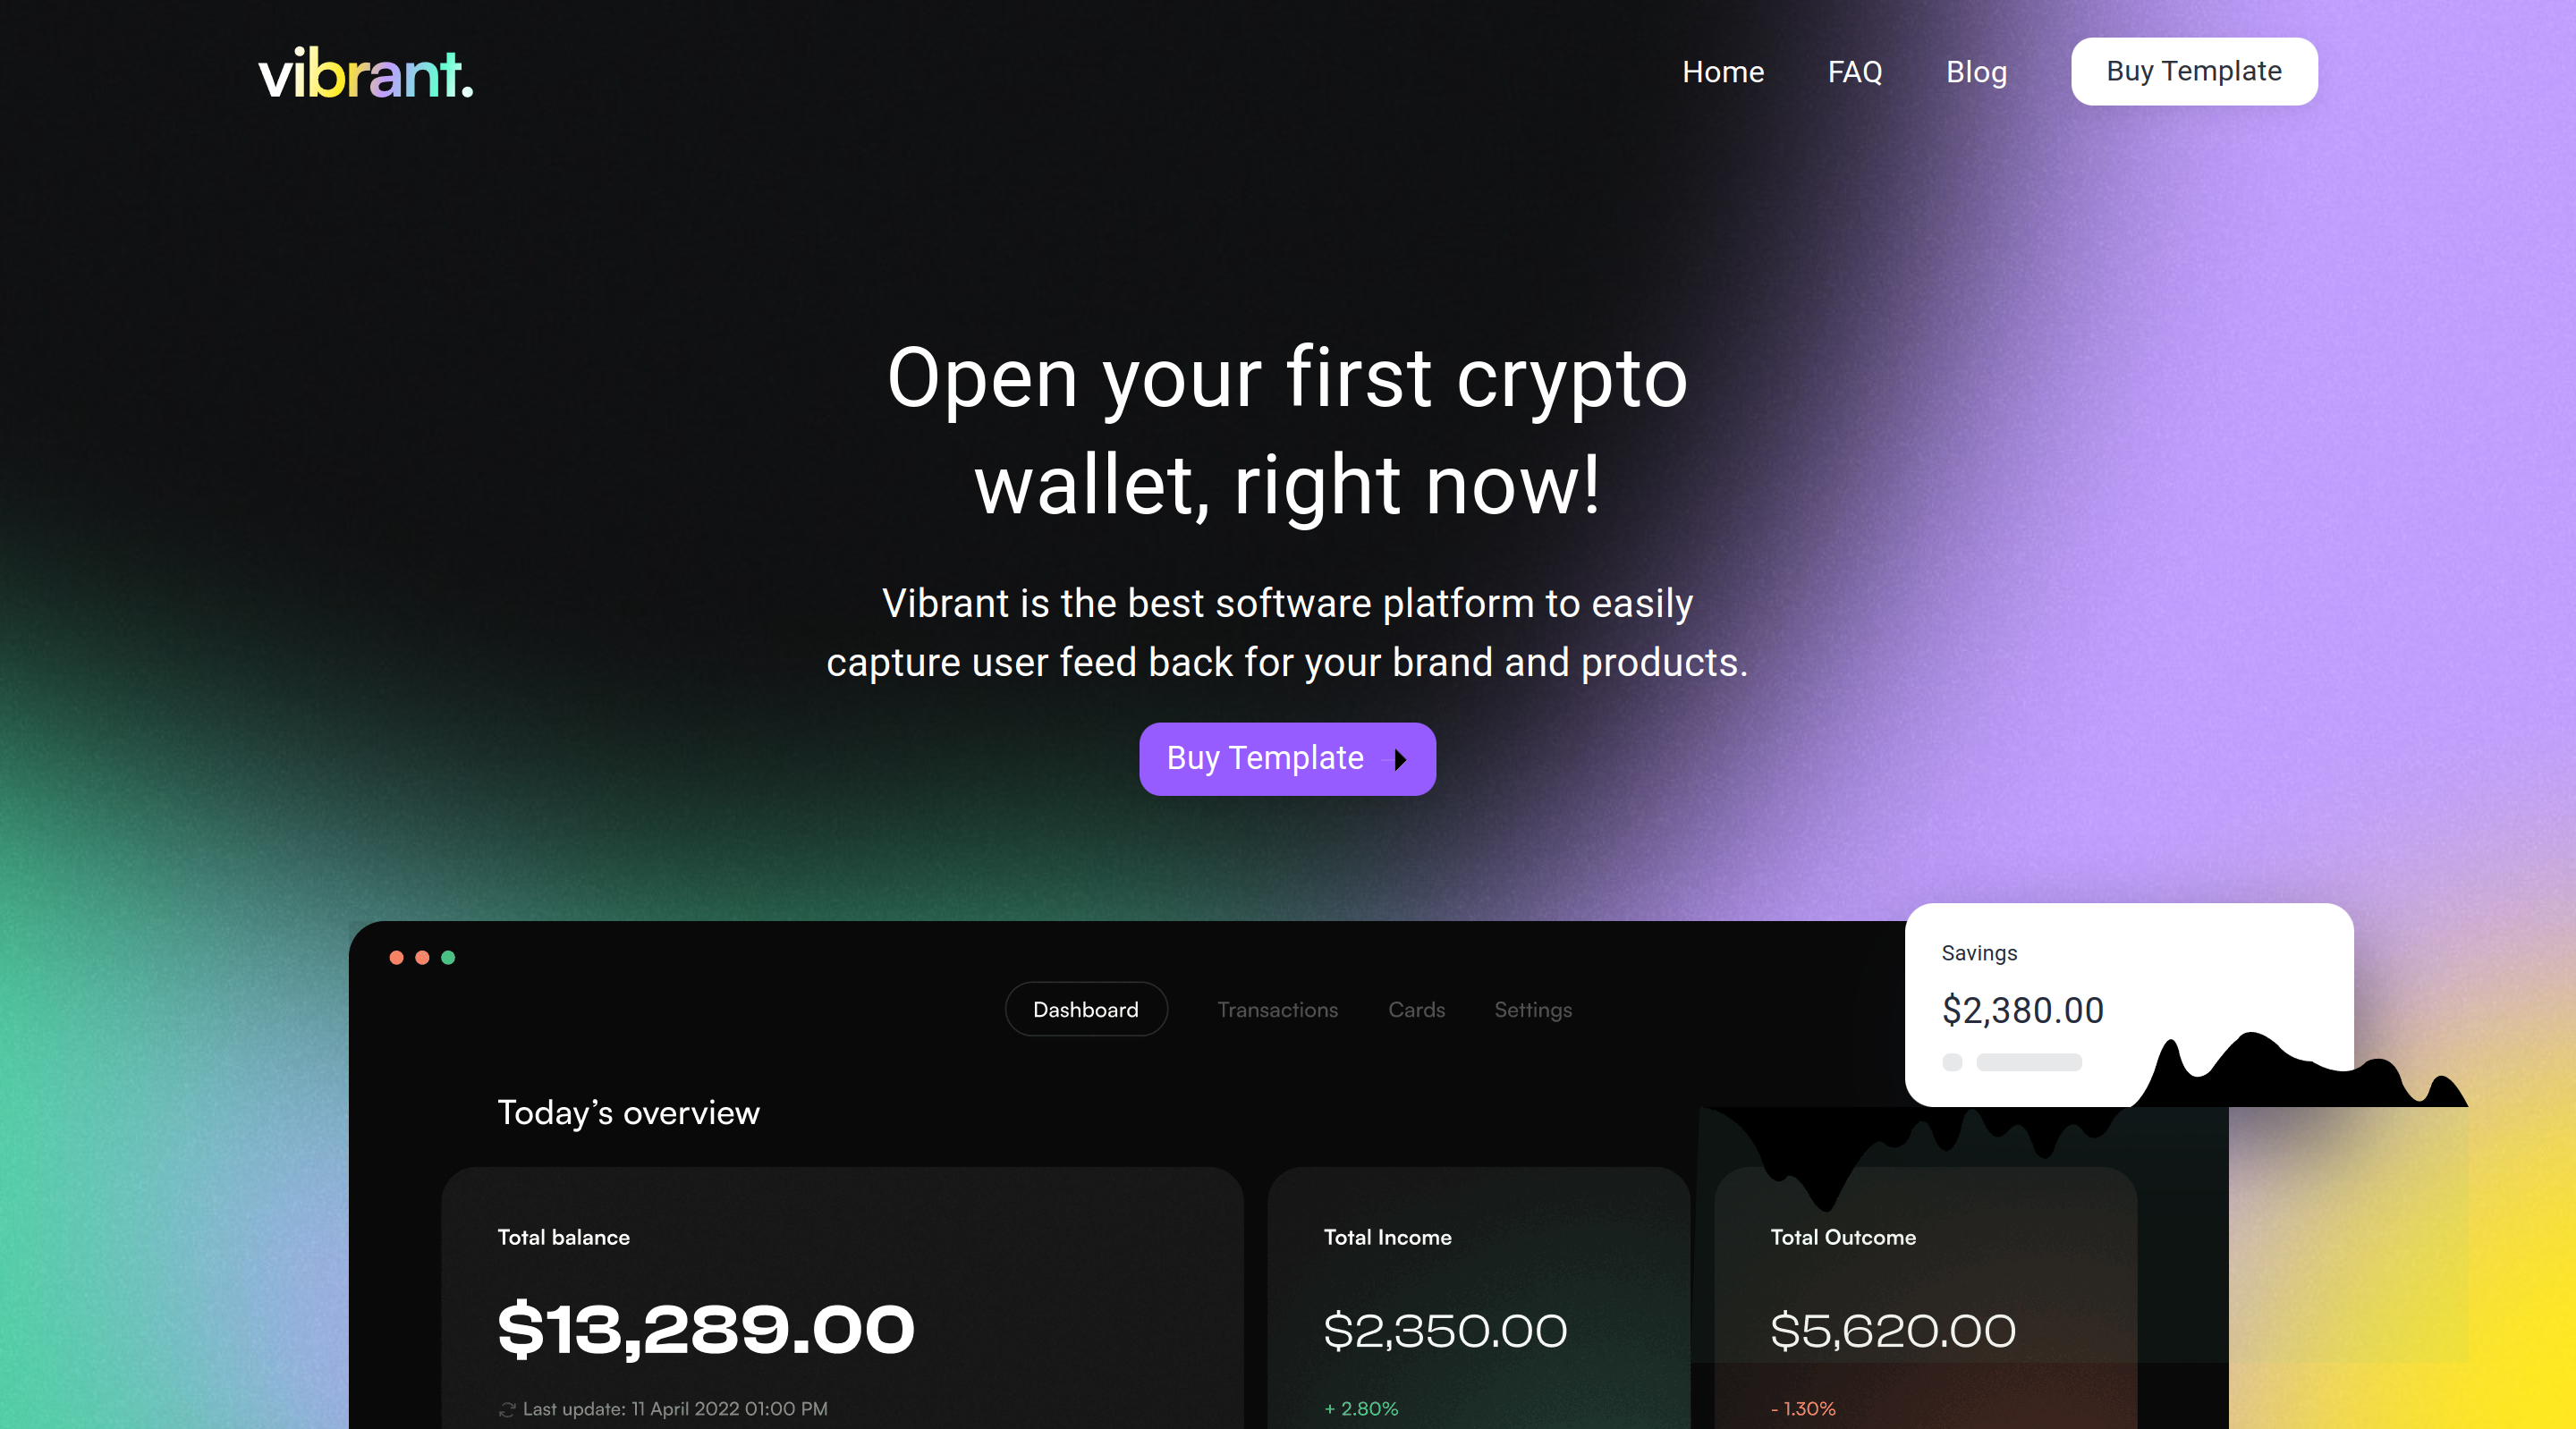 vibrant.
Home
FAQ
Blog
Buy Template
Open your first crypto
wallet, right now!
Vibrant is the best software platform to easily
capture user feed back for your brand and products.
Buy Template
Savings
$2,380.00
Dashboard
Transactions
Cards
Settings
Today’s overview
Total balance
$13,289.00
Last update: 11 April 2022 01:00 PM
Total Income
$2,350.00
+ 2.80%
Total Outcome
$5,620.00
- 1.30%